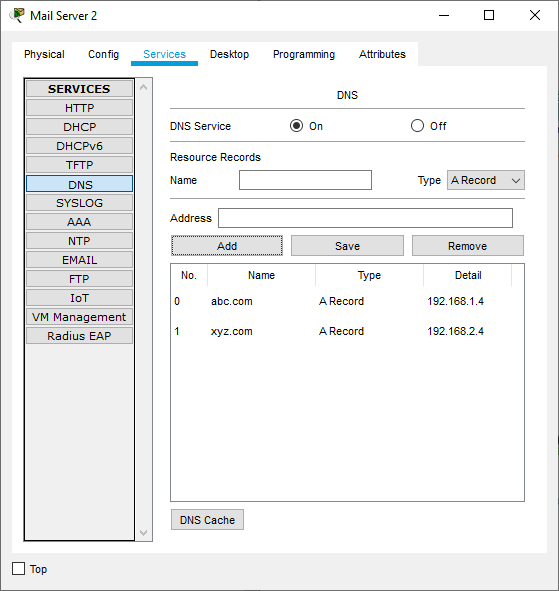 Mail Server 2
Physical Config Services Desktop Programming Attributes
SERVICES
HTTP
DHCP
DHCPv6
TFTP
DNS
SYSLOG
AAA
NTP
EMAIL
FTP
IoT
VM Management
Radius EAP
DNS
DNS Service On Off
Resource Records
Name Type A Record
Address
Add Save Remove
No. Name Type Detail
0 abc.com A Record 192.168.1.4
1 xyz.com A Record 192.168.2.4
DNS Cache
Top